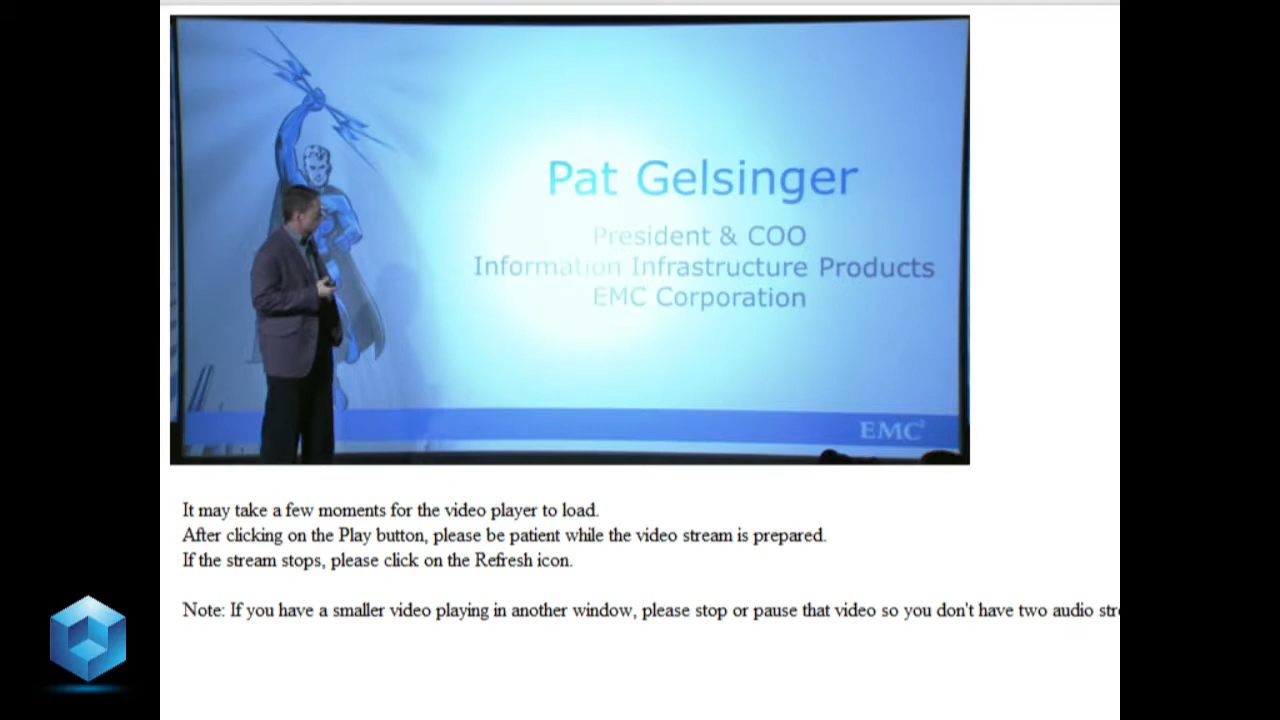 Pat Gelsinger
President & COO
Information Infrastructure Products
EMC Corporation
EMC²
It may take a few moments for the video player to load.
After clicking on the Play button, please be patient while the video stream is prepared.
If the stream stops, please click on the Refresh icon.
Note: If you have a smaller video playing in another window, please stop or pause that video so you don't have two audio